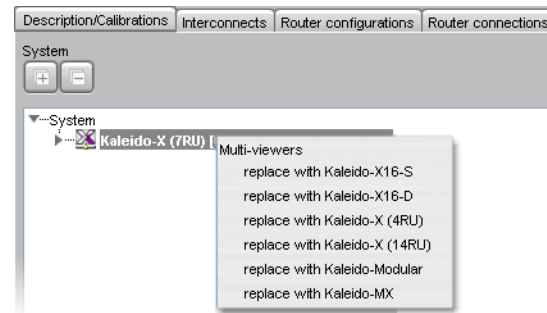 Description/Calibrations Interconnects Router configurations Router connections
System
System
Kaleido-X (7RU) [
Multi-viewers
replace with Kaleido-X16-S
replace with Kaleido-X16-D
replace with Kaleido-X (4RU)
replace with Kaleido-X (14RU)
replace with Kaleido-Modular
replace with Kaleido-MX